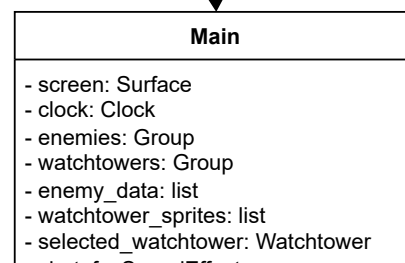 Main
- screen: Surface
- clock: Clock
- enemies: Group
- watchtowers: Group
- enemy_data: list
- watchtower_sprites: list
- selected_watchtower: Watchtower